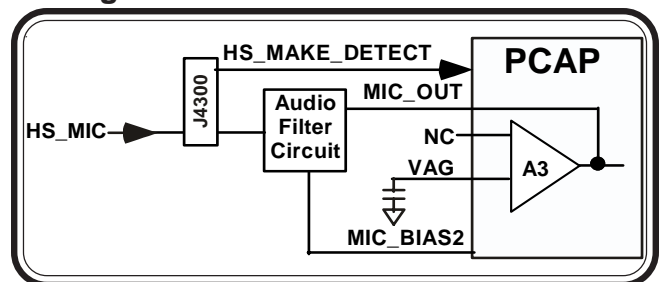 HS_MAKE_DETECT
PCAP
J4300
MIC_OUT
Audio
Filter
Circuit
HS_MIC
NC
A3
VAG
MIC_BIAS2